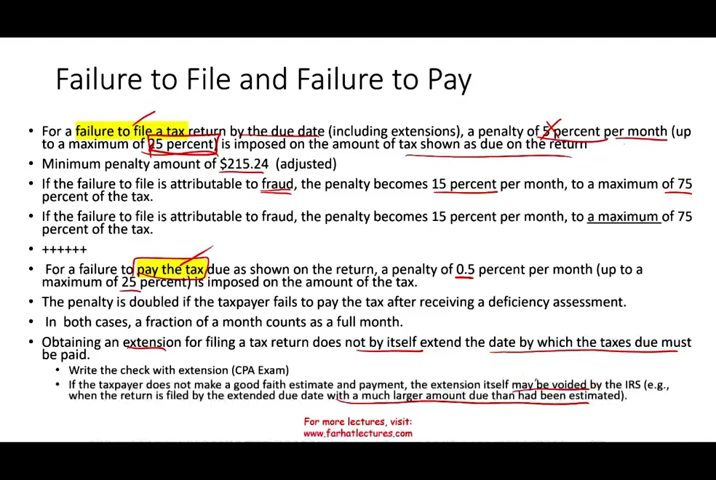 Failure to File and Failure to Pay
• For a failure to file a tax return by the due date (including extensions), a penalty of 5 percent per month (up
to a maximum of 25 percent) is imposed on the amount of tax shown as due on the return
• Minimum penalty amount of $215.24 (adjusted)
• If the failure to file is attributable to fraud, the penalty becomes 15 percent per month, to a maximum of 75
percent of the tax.
• If the failure to file is attributable to fraud, the penalty becomes 15 percent per month, to a maximum of 75
percent of the tax.
• ++++++
• For a failure to pay the tax due as shown on the return, a penalty of 0.5 percent per month (up to a
maximum of 25 percent) is imposed on the amount of the tax.
• The penalty is doubled if the taxpayer fails to pay the tax after receiving a deficiency assessment.
• In both cases, a fraction of a month counts as a full month.
• Obtaining an extension for filing a tax return does not by itself extend the date by which the taxes due must
be paid.
• Write the check with extension (CPA Exam)
• If the taxpayer does not make a good faith estimate and payment, the extension itself may be voided by the IRS (e.g.,
when the return is filed by the extended due date with a much larger amount due than had been estimated).
For more lectures, visit:
www.farhatlectures.com